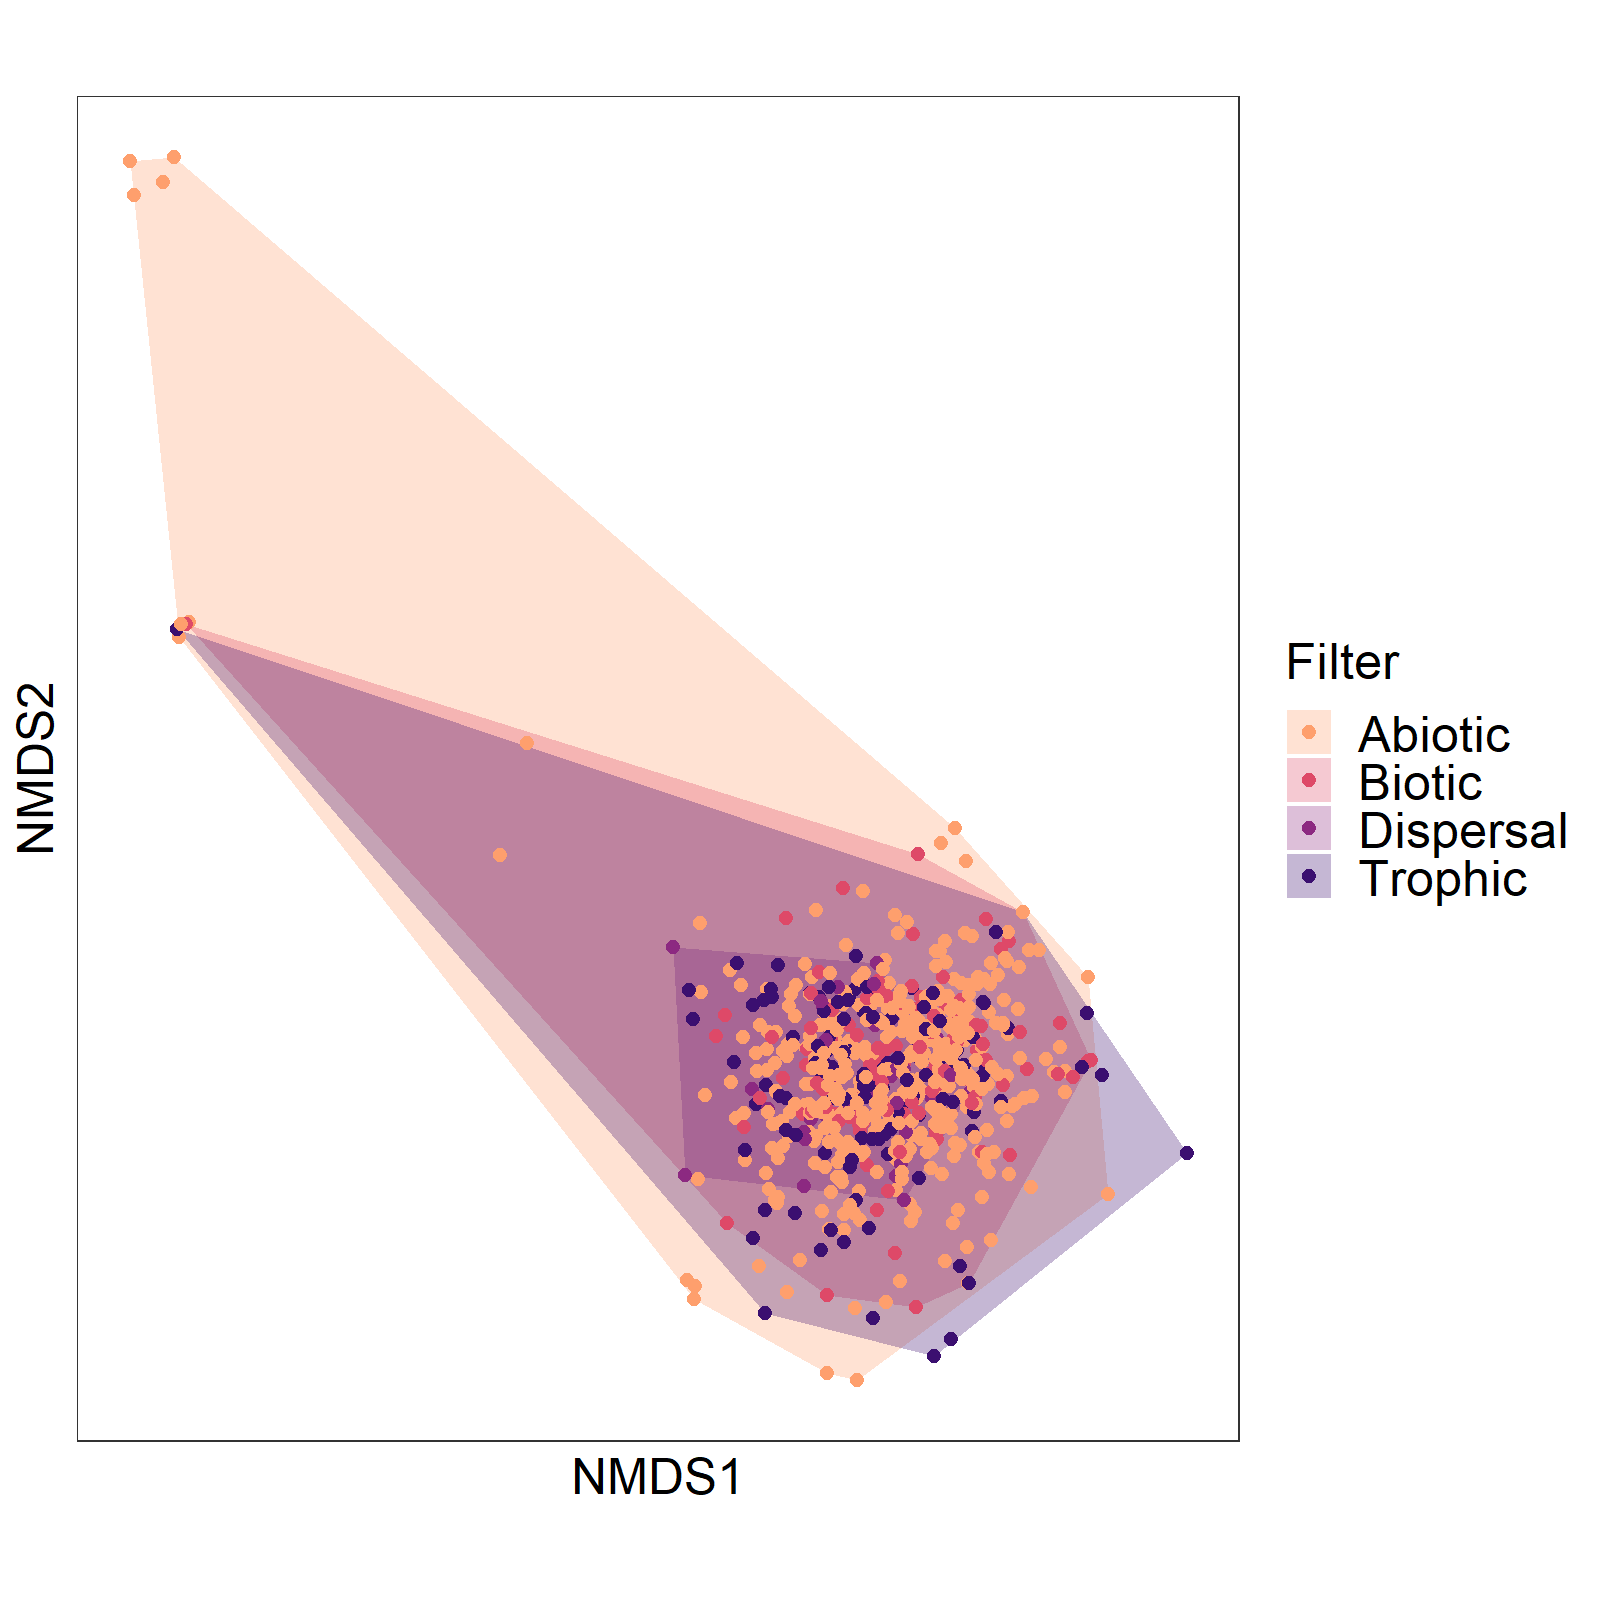 NMDS2
NMDS1
Filter
Abiotic
Biotic
Dispersal
Trophic